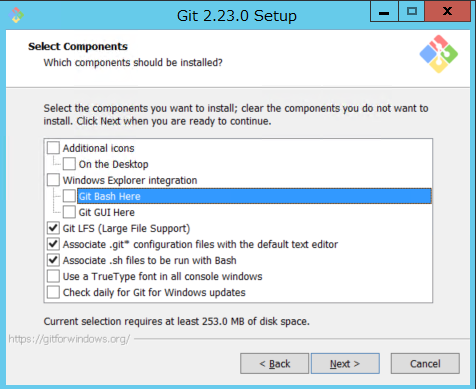 Git 2.23.0 Setup
Select Components
Which components should be installed?
Select the components you want to install; clear the components you do not want to
install. Click Next when you are ready to continue.
Additional icons
On the Desktop
Windows Explorer integration
Git Bash Here
Git GUI Here
Git LFS (Large File Support)
Associate .git* configuration files with the default text editor
Associate .sh files to be run with Bash
Use a TrueType font in all console windows
Check daily for Git for Windows updates
Current selection requires at least 253.0 MB of disk space.
https://gitforwindows.org/
< Back Next > Cancel